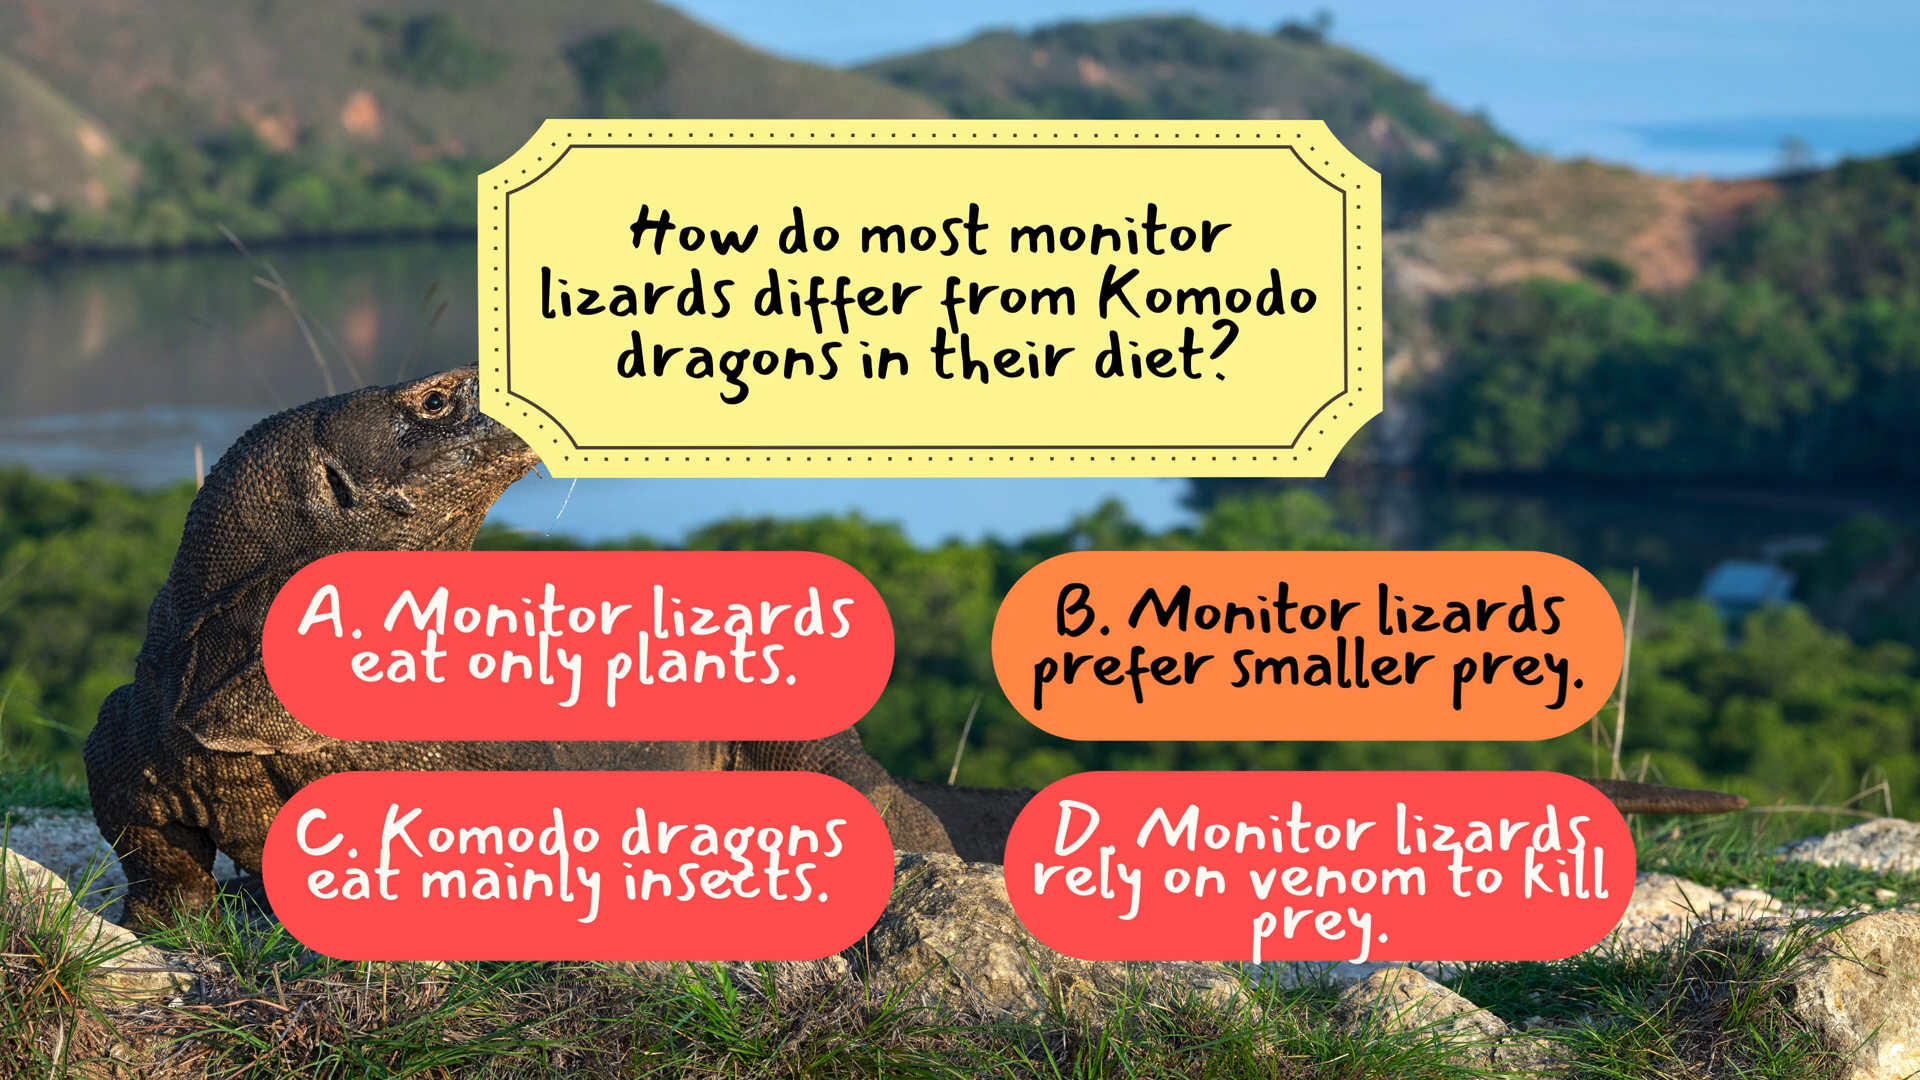 How do most monitor
lizards differ from Komodo
dragons in their diet?
A. Monitor lizards
eat only plants.
B. Monitor lizards
prefer smaller prey.
C. Komodo dragons
eat mainly insects.
D. Monitor lizards
rely on venom to kill
prey.